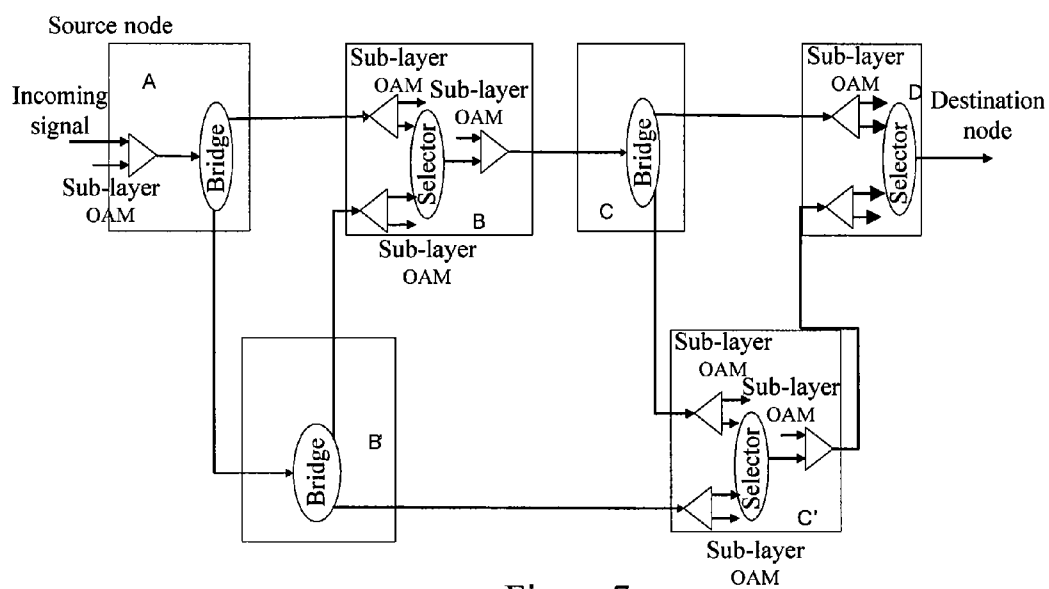 Source node
A
Incoming
signal
Sub-layer
OAM
Bridge
Sub-layer
OAM
Sub-layer
OAM
Selector
B
Sub-layer
OAM
Bridge
C
Sub-layer
OAM
D
Selector
Destination
node
Bridge
B'
Sub-layer
OAM
Sub-layer
OAM
Selector
C'
Sub-layer
OAM